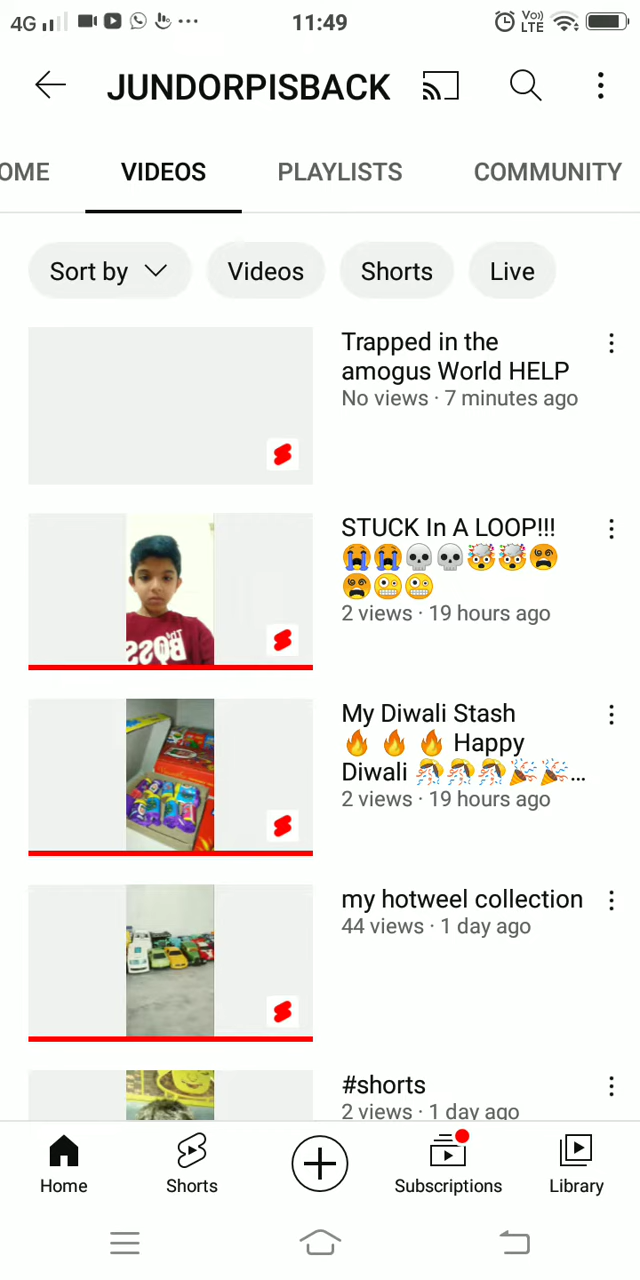 4G 11:49 Vo) LTE
JUNDORPISBACK
OME VIDEOS PLAYLISTS COMMUNITY
Sort by Videos Shorts Live
Trapped in the
amogus World HELP
No views · 7 minutes ago
STUCK In A LOOP!!!
😭😭💀💀🤯🤯😵‍💫
😵‍💫😬😬
2 views · 19 hours ago
BOSS
My Diwali Stash
🔥 🔥 🔥 Happy
Diwali 🎊🎊🎊🎉🎉...
2 views · 19 hours ago
my hotweel collection
44 views · 1 day ago
#shorts
2 views · 1 day ago
Home Shorts Subscriptions Library